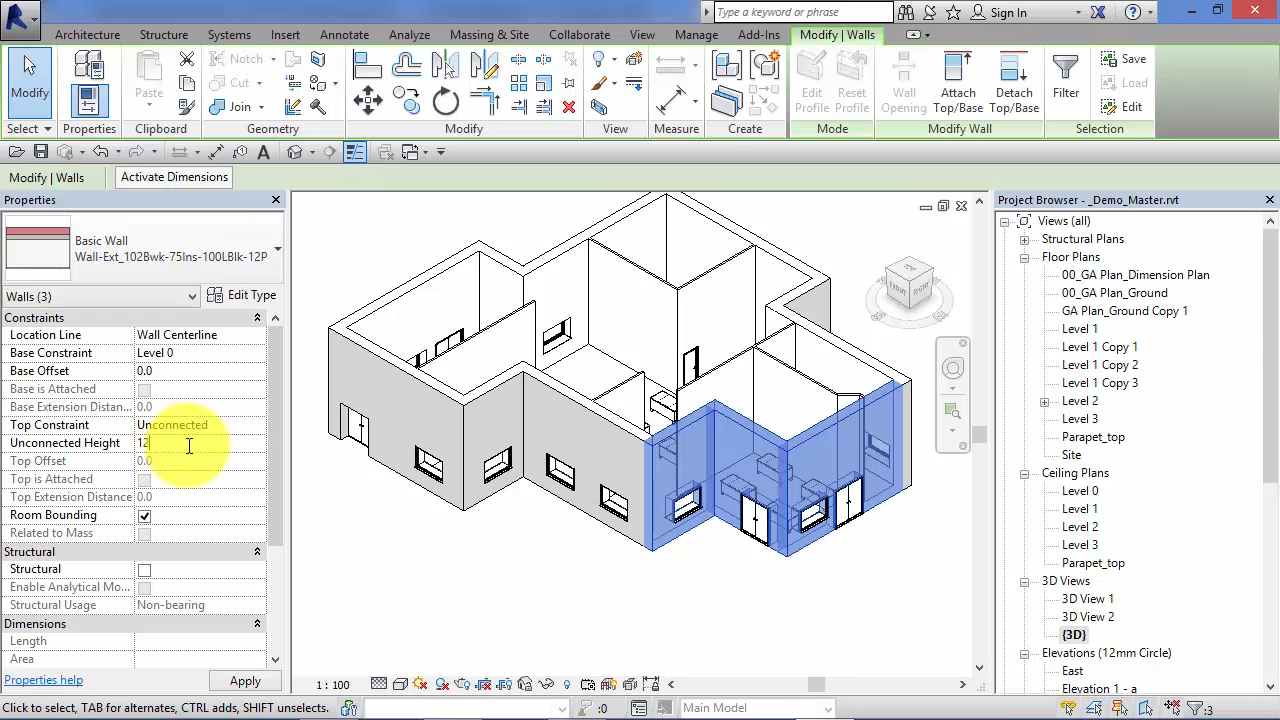 Type a keyword or phrase
Sign In
Architecture Structure Systems Insert Annotate Analyze Massing & Site Collaborate View Manage Add-Ins Modify | Walls
Modify
Paste
Notch
Cut
Join
Edit Profile
Reset Profile
Wall Opening
Attach Top/Base
Detach Top/Base
Filter
Save
Load
Edit
Select Properties Clipboard Geometry Modify View Measure Create Mode Modify Wall Selection
Modify | Walls Activate Dimensions
Properties
Basic Wall
Wall-Ext_102Bwk-75Ins-100LBlk-12P
Walls (3) Edit Type
Constraints
Location Line Wall Centerline
Base Constraint Level 0
Base Offset 0.0
Base is Attached
Base Extension Distan... 0.0
Top Constraint Unconnected
Unconnected Height 12
Top Offset 0.0
Top is Attached
Top Extension Distance 0.0
Room Bounding
Related to Mass
Structural
Structural
Enable Analytical Mo...
Structural Usage Non-bearing
Dimensions
Length
Area
Properties help Apply
TOP
FRONT
RIGHT
1 : 100
Project Browser - _Demo_Master.rvt
Views (all)
Structural Plans
Floor Plans
00_GA Plan_Dimension Plan
00_GA Plan_Ground
GA Plan_Ground Copy 1
Level 1
Level 1 Copy 1
Level 1 Copy 2
Level 1 Copy 3
Level 2
Level 3
Parapet_top
Site
Ceiling Plans
Level 0
Level 1
Level 2
Level 3
Parapet_top
3D Views
3D View 1
3D View 2
{3D}
Elevations (12mm Circle)
East
Elevation 1 - a
Click to select, TAB for alternates, CTRL adds, SHIFT unselects. :0 Main Model :3